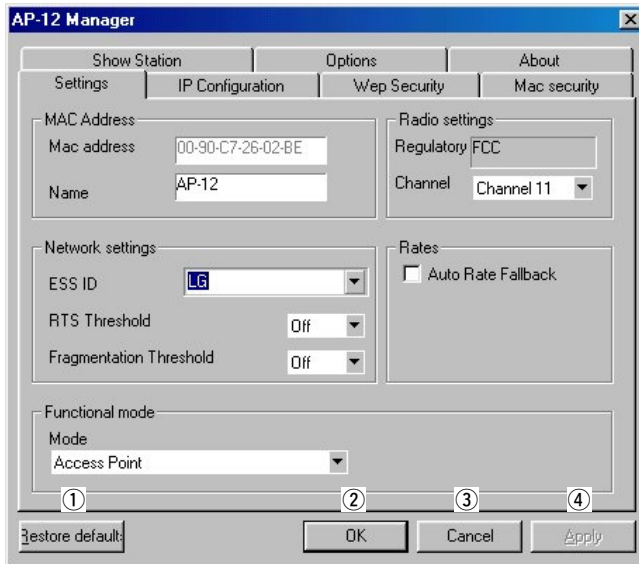 AP-12 Manager
Show Station
Options
About
Settings
IP Configuration
Wep Security
Mac security
MAC Address
Mac address
00-90-C7-26-02-BE
Name
AP-12
Radio settings
Regulatory
FCC
Channel
Channel 11
Network settings
ESS ID
LG
RTS Threshold
Off
Fragmentation Threshold
Off
Rates
Auto Rate Fallback
Functional mode
Mode
Access Point
① ② ③ ④
Restore default:
OK
Cancel
Apply